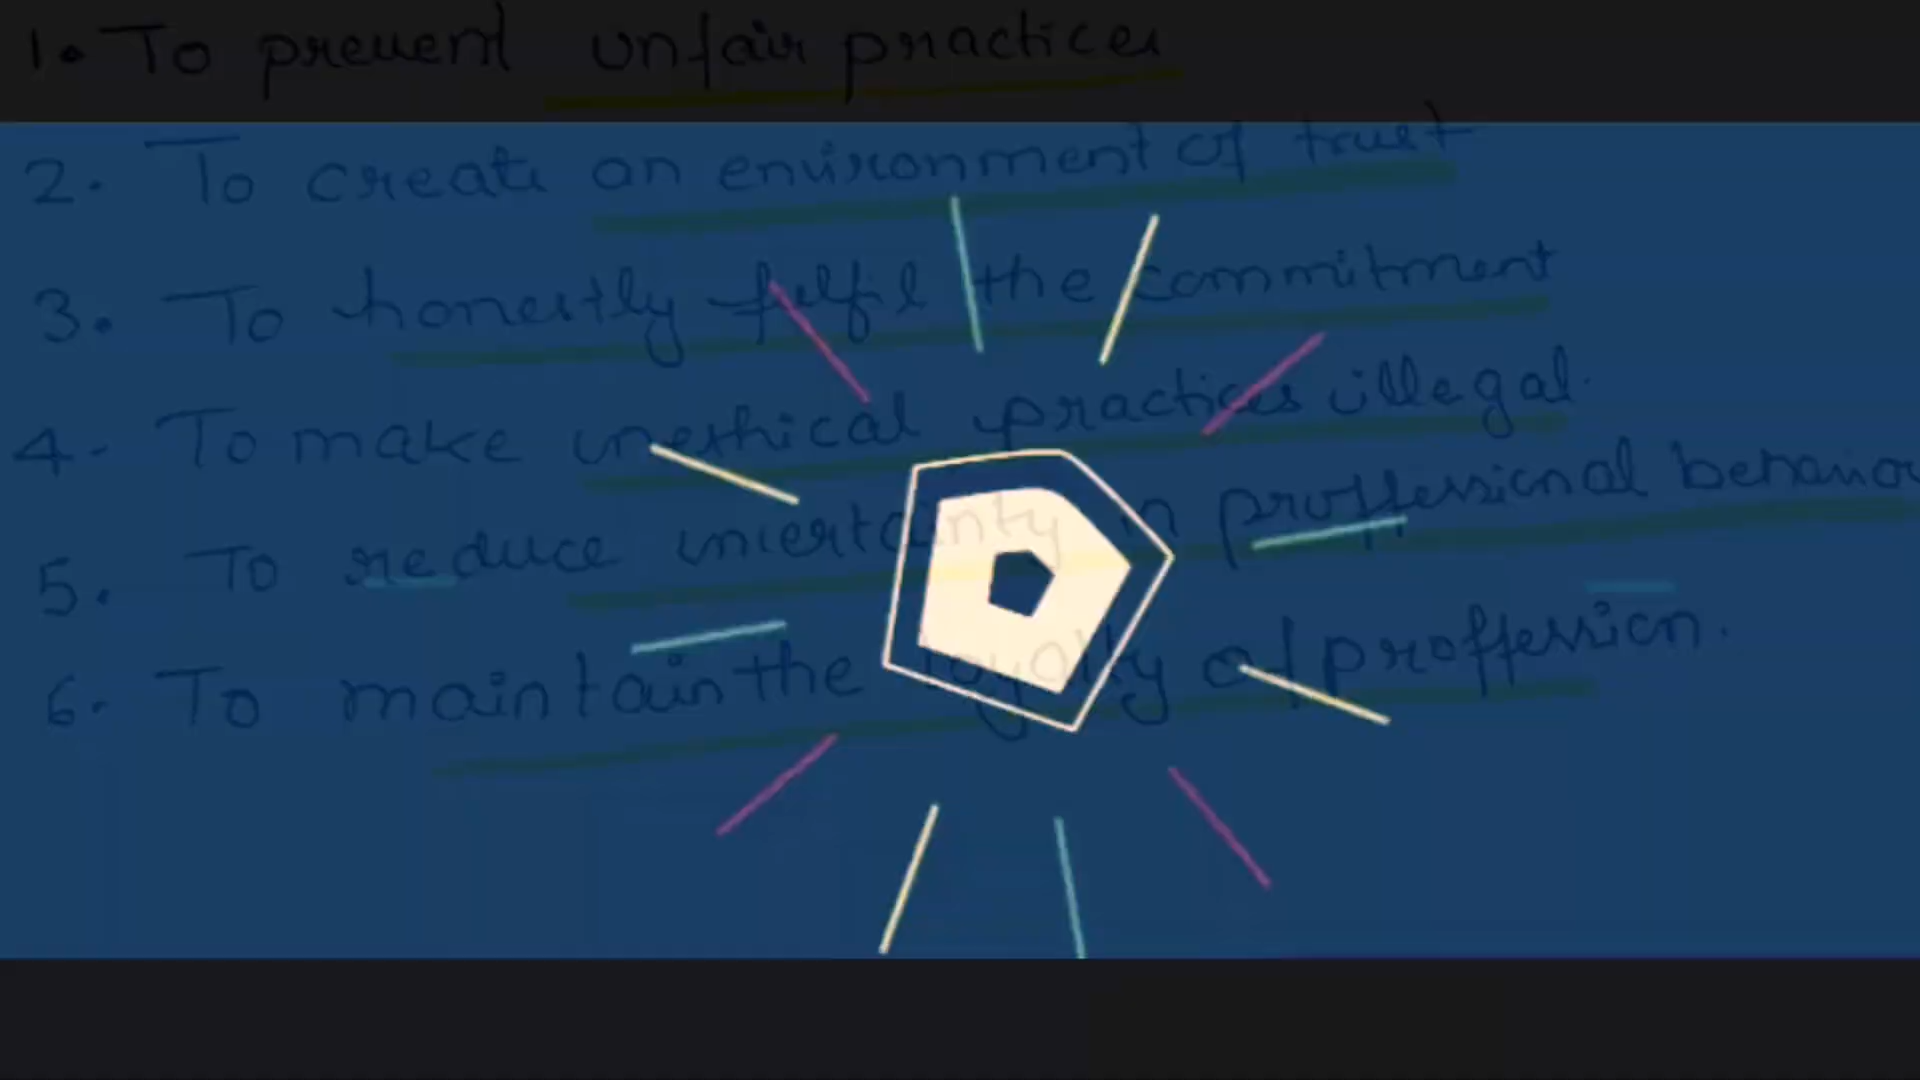 1. To prevent unfair practices
2. To create an environment of trust
3. To honestly fulfil the commitment
4. To make unethical practices illegal.
5. To reduce uncertainty in proffessional behaviou
6. To maintain the loyalty of proffession.